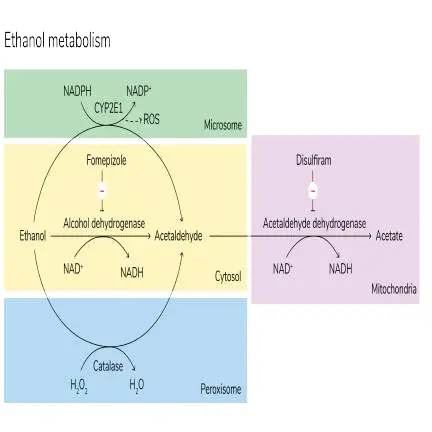 Ethanol metabolism
NADPH NADP⁺
CYP2E1
ROS
Microsome
Fomepizole Disulfiram
−
−
Alcohol dehydrogenase Acetaldehyde dehydrogenase
Ethanol Acetaldehyde Acetate
NAD⁺ NADH NAD⁺ NADH
Cytosol
Mitochondria
Catalase
H₂O₂ H₂O
Peroxisome